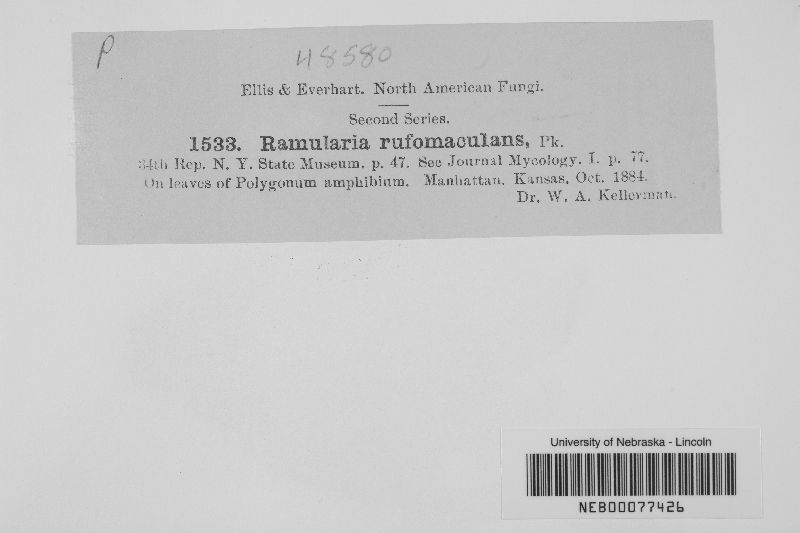 P
48580
Ellis & Everhart. North American Fungi.
Second Series.
1533. Ramularia rufomaculans, Pk.
34th Rep. N. Y. State Museum. p. 47. See Journal Mycology. I. p. 77.
On leaves of Polygonum amphibium. Manhattan, Kansas, Oct. 1884.
Dr. W. A. Kellerman.
University of Nebraska - Lincoln
NEB00077426